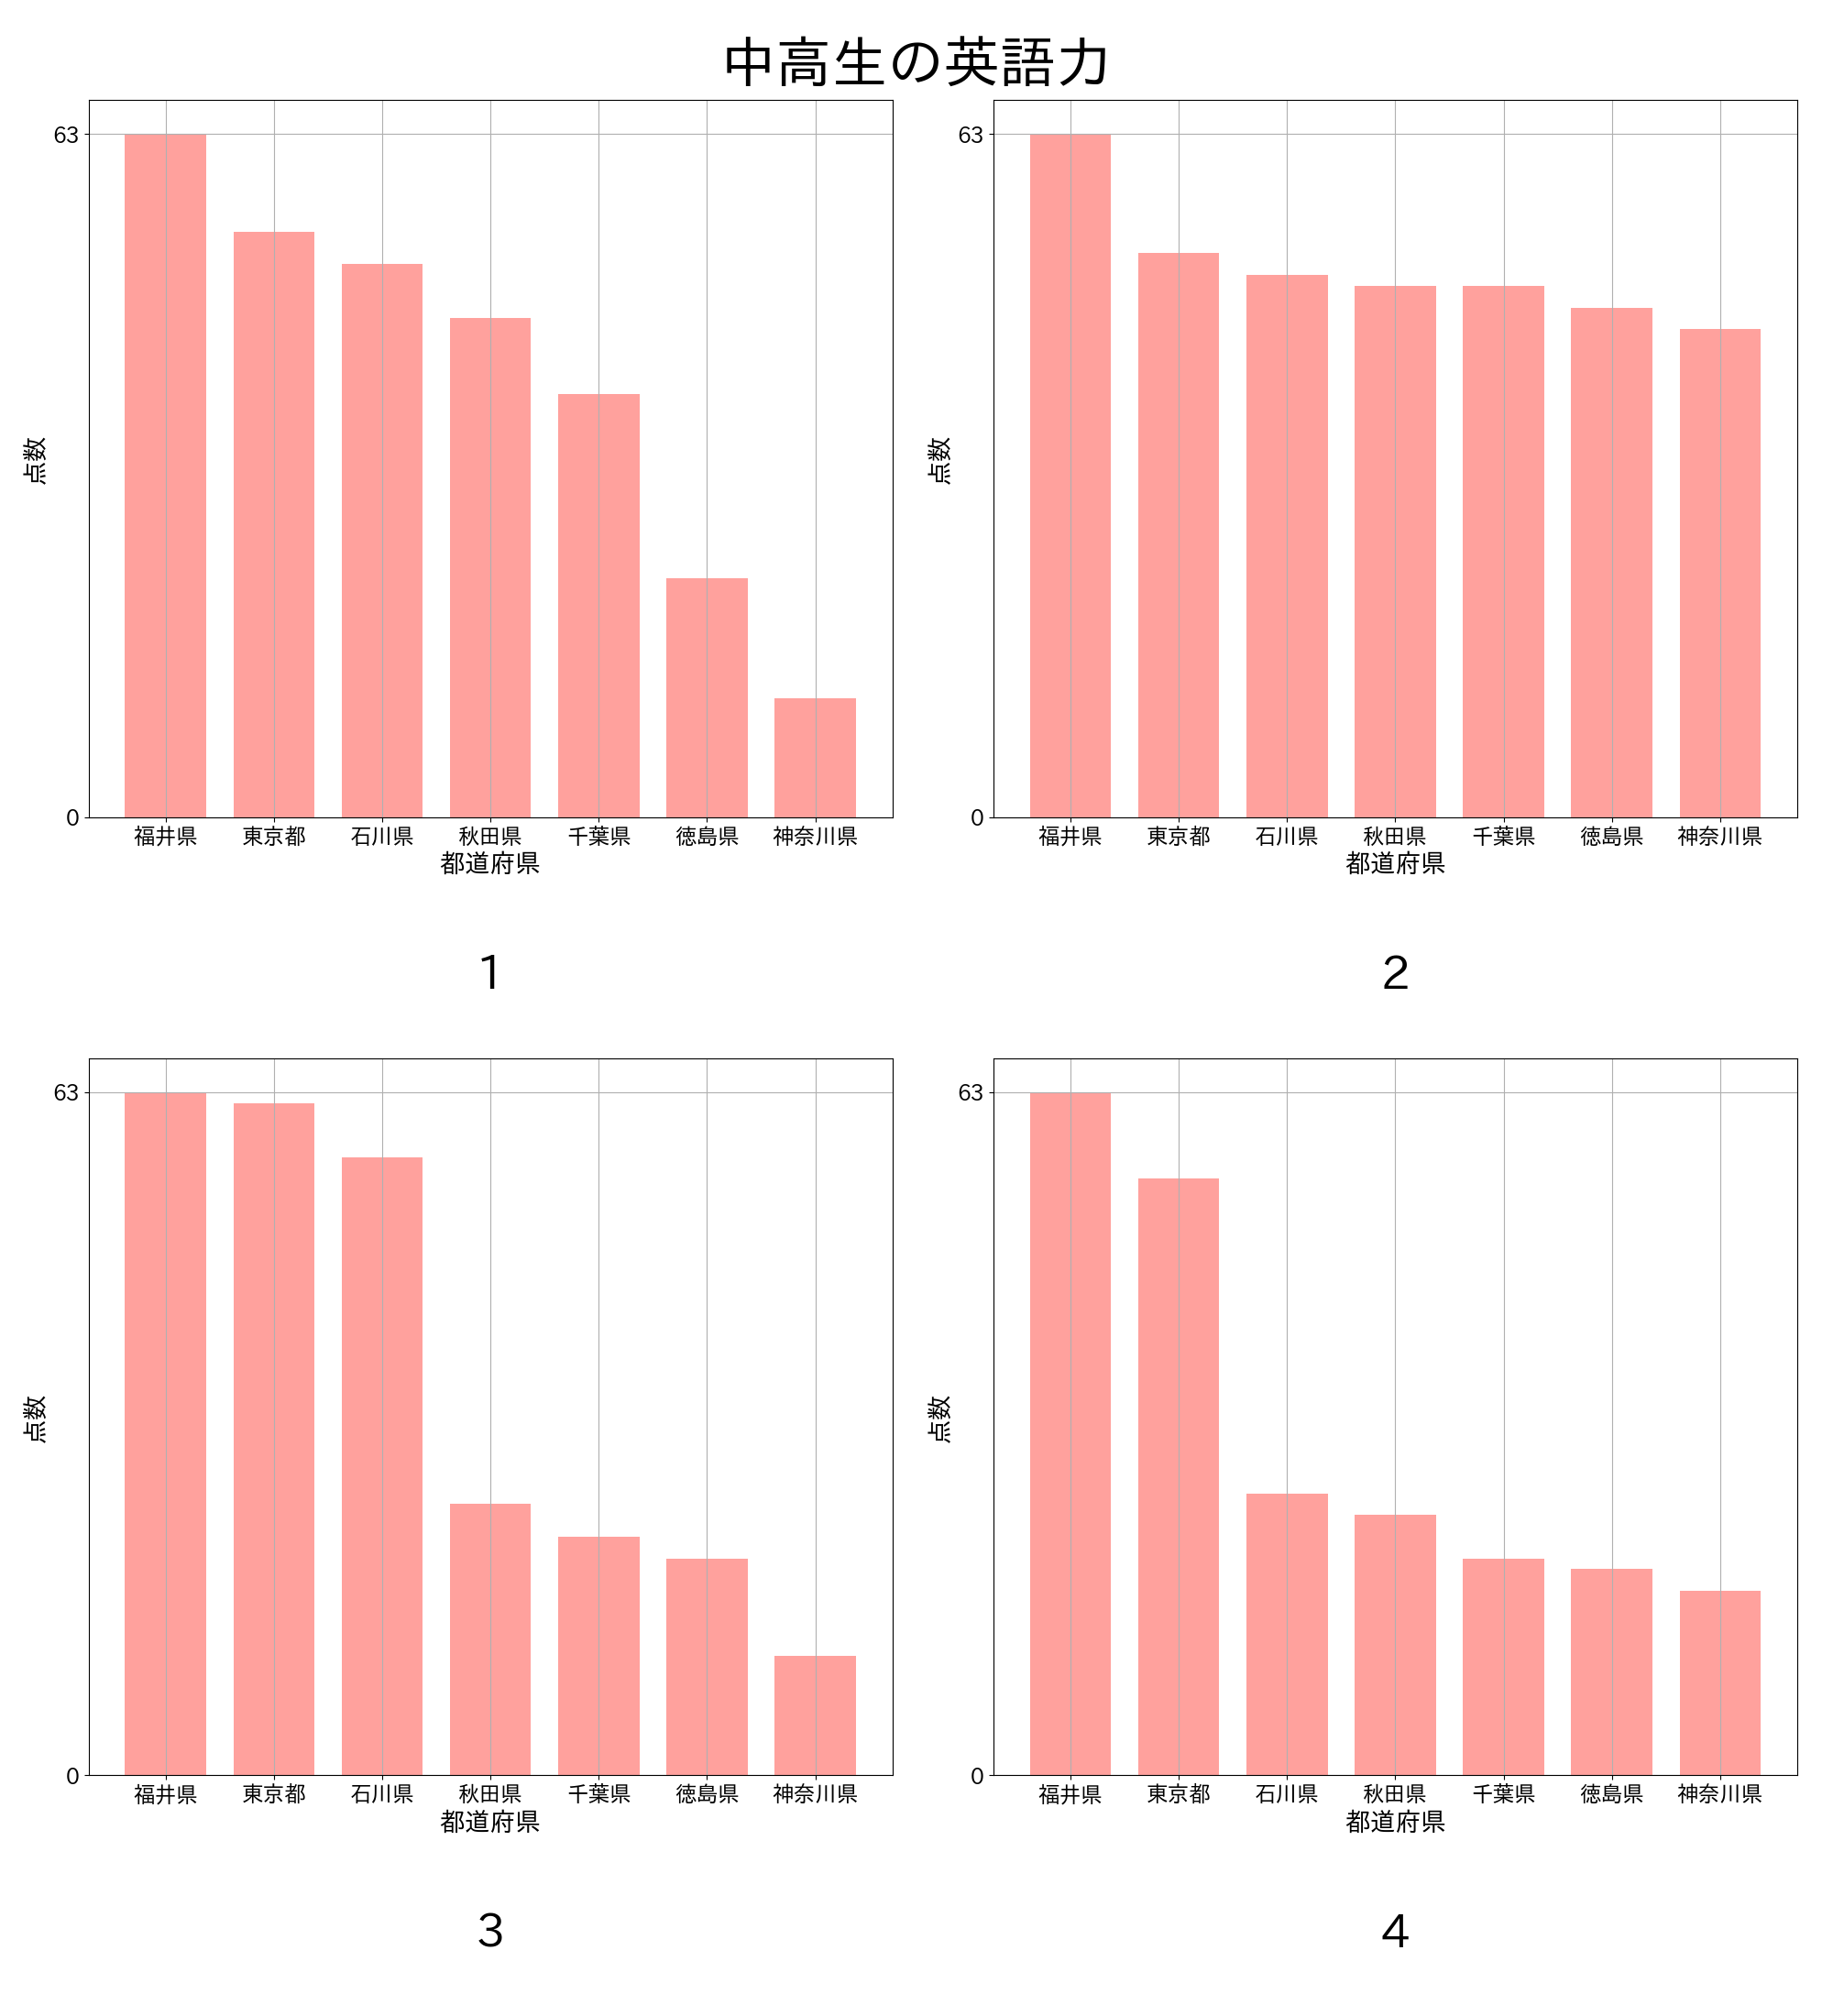 中高生の英語力
63
点数
0
福井県 東京都 石川県 秋田県 千葉県 徳島県 神奈川県
都道府県
1
63
点数
0
福井県 東京都 石川県 秋田県 千葉県 徳島県 神奈川県
都道府県
2
63
点数
0
福井県 東京都 石川県 秋田県 千葉県 徳島県 神奈川県
都道府県
3
63
点数
0
福井県 東京都 石川県 秋田県 千葉県 徳島県 神奈川県
都道府県
4